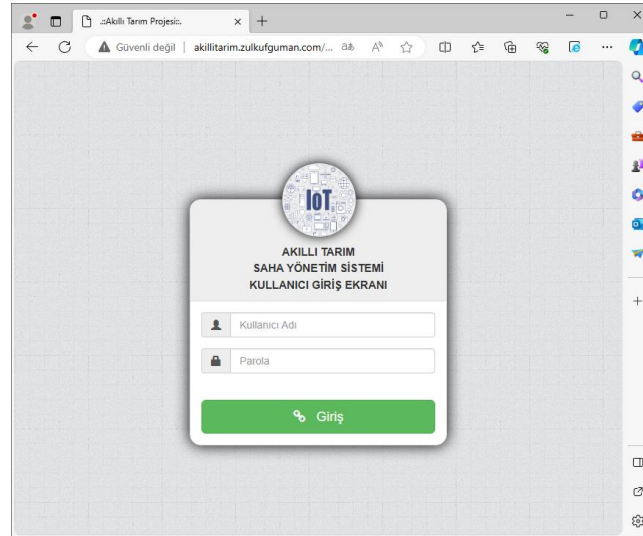 .::Akıllı Tarım Projesi::.
Güvenli değil
akillitarim.zulkufguman.com/...
IoT
AKILLI TARIM
SAHA YÖNETİM SİSTEMİ
KULLANICI GİRİŞ EKRANI
Kullanıcı Adı
Parola
Giriş